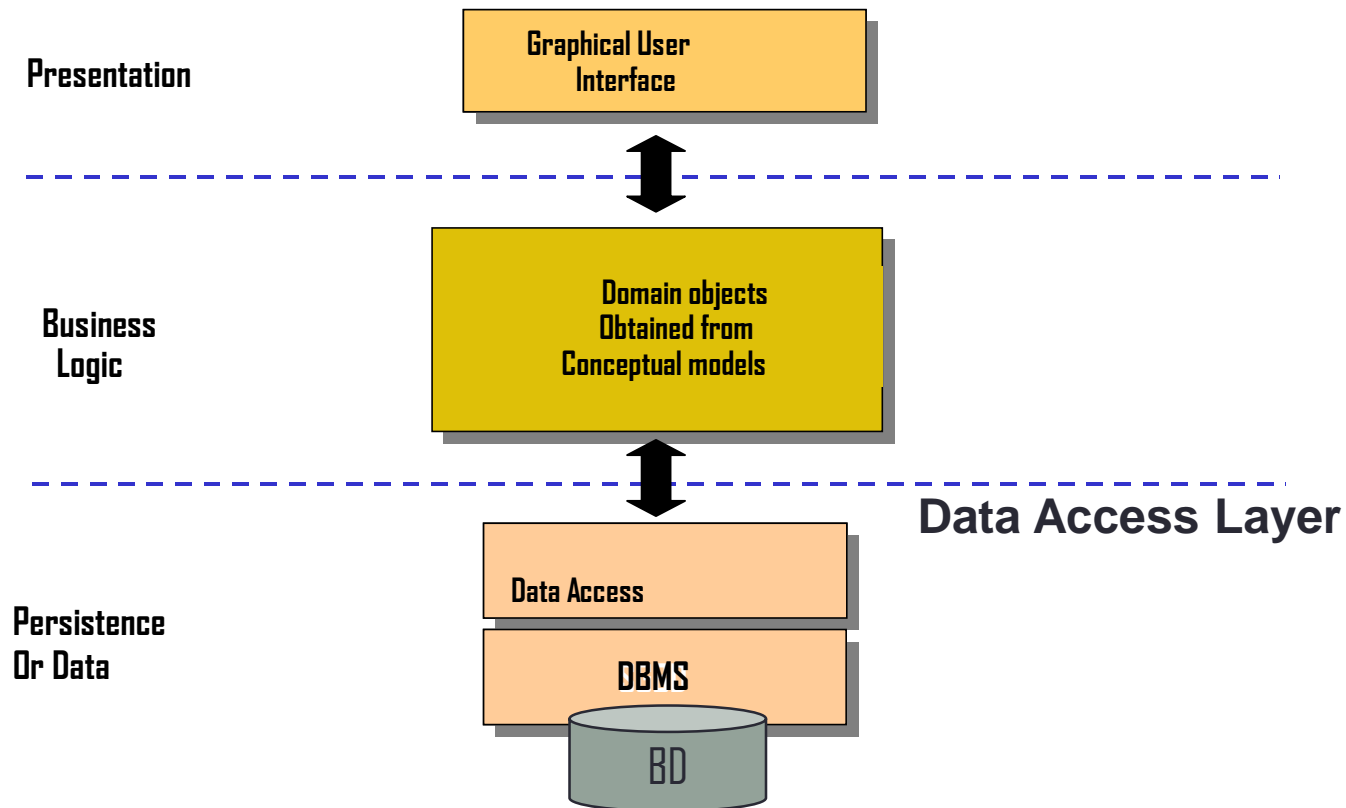 Graphical User
Interface
Presentation
Domain objects
Obtained from
Conceptual models
Business
Logic
Data Access Layer
Data Access
Persistence
Or Data
DBMS
BD